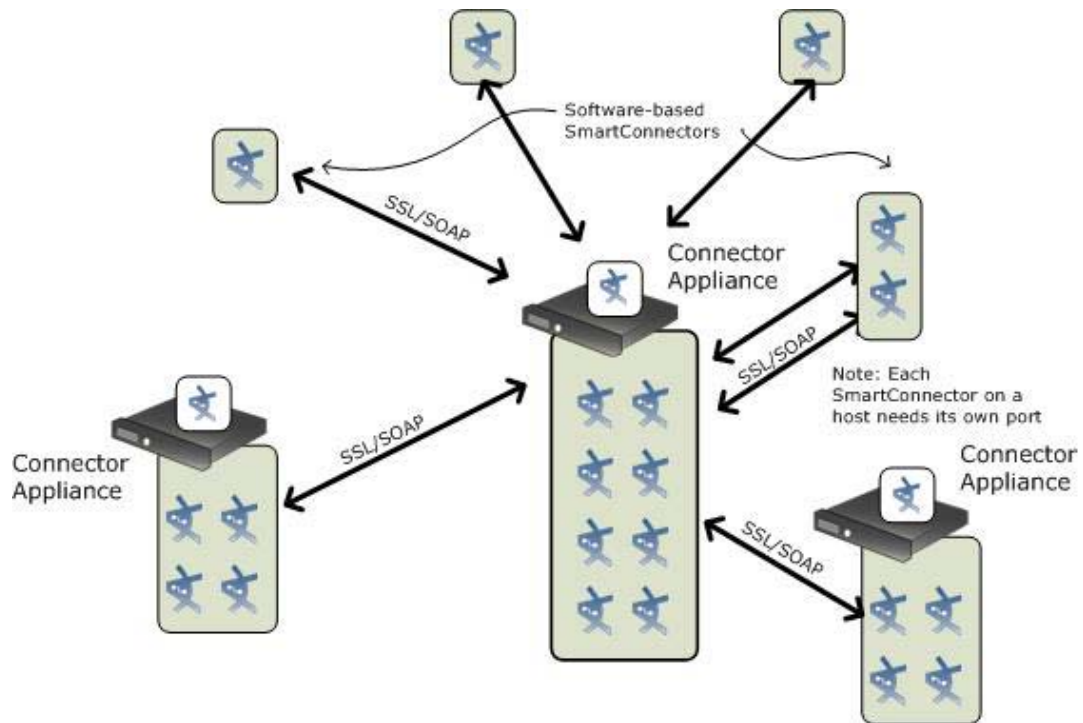 Software-based
SmartConnectors
SSL/SOAP
Connector
Appliance
SSL/SOAP
Note: Each
SmartConnector on a
host needs its own port
SSL/SOAP
Connector
Appliance
Connector
Appliance
SSL/SOAP